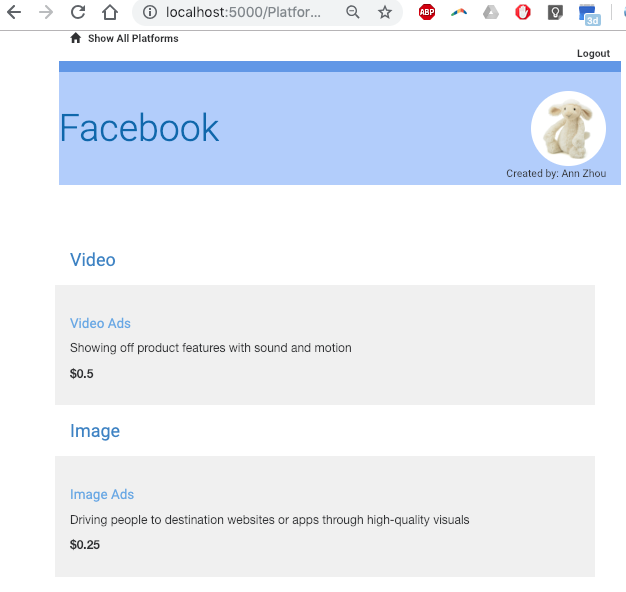 localhost:5000/Platfor...
ABP
3d
Show All Platforms
Logout
Facebook
Created by: Ann Zhou
Video
Video Ads
Showing off product features with sound and motion
$0.5
Image
Image Ads
Driving people to destination websites or apps through high-quality visuals
$0.25